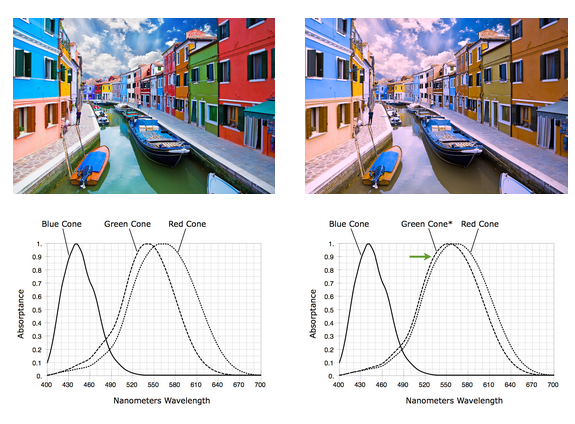 Blue Cone Green Cone Red Cone
1.
0.9
0.8
0.7
0.6
0.5
0.4
0.3
0.2
0.1
0.
Absorptance
400 430 460 490 520 550 580 610 640 670 700
Nanometers Wavelength
Blue Cone Green Cone* Red Cone
1.
0.9
0.8
0.7
0.6
0.5
0.4
0.3
0.2
0.1
0.
Absorptance
400 430 460 490 520 550 580 610 640 670 700
Nanometers Wavelength